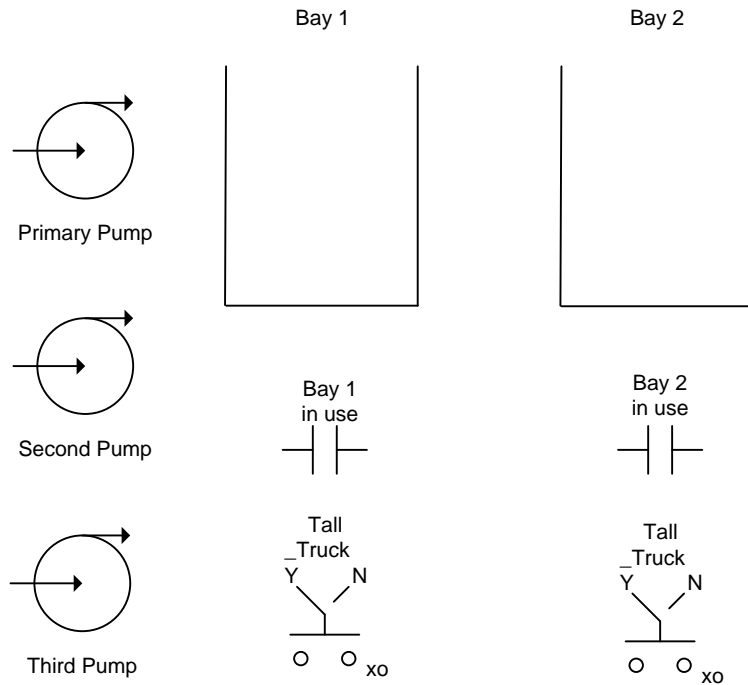 Bay 1
Bay 2
Primary Pump
Second Pump
Third Pump
Bay 1
in use
Bay 2
in use
Tall
_Truck
Y N
xo
Tall
_Truck
Y N
xo